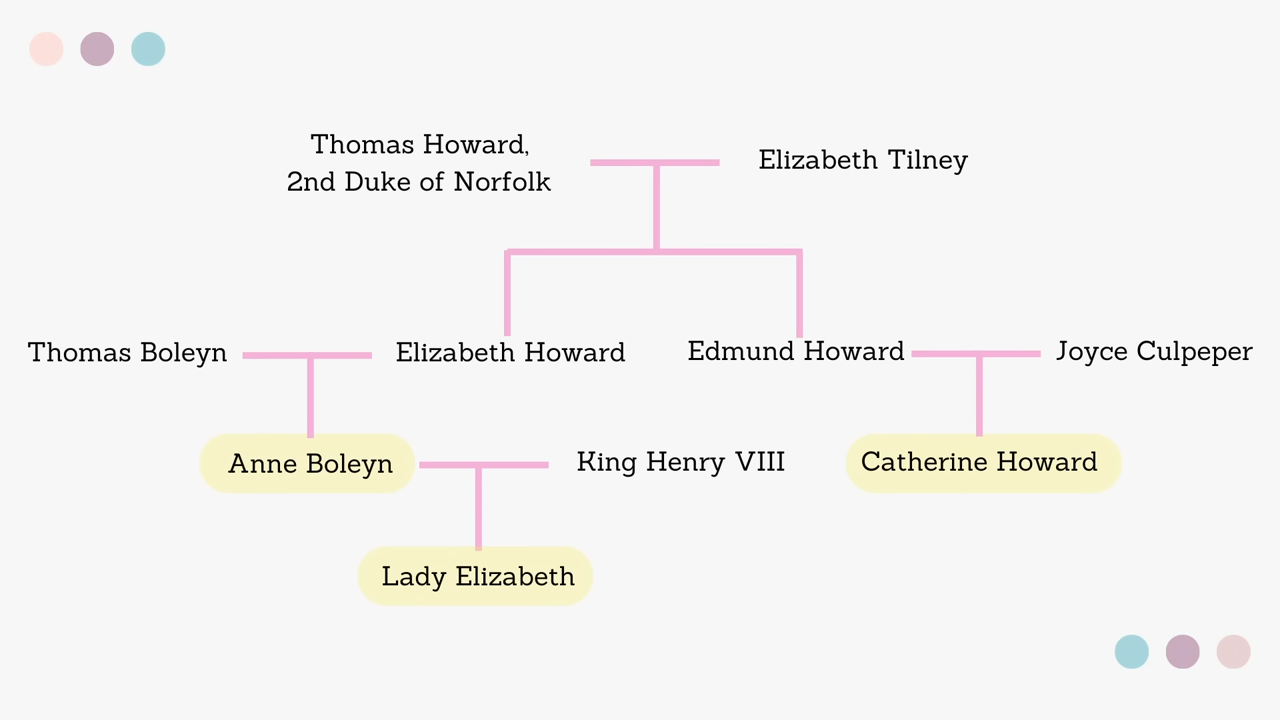 Thomas Howard,
2nd Duke of Norfolk
Elizabeth Tilney
Thomas Boleyn
Elizabeth Howard
Edmund Howard
Joyce Culpeper
Anne Boleyn
King Henry VIII
Catherine Howard
Lady Elizabeth